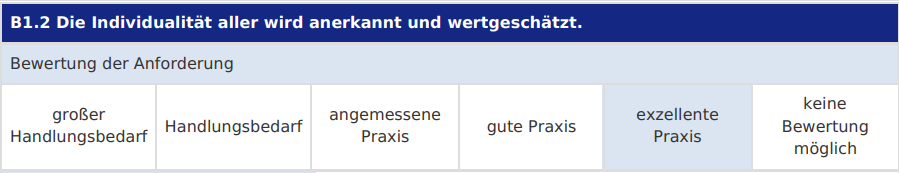 B1.2 Die Individualität aller wird anerkannt und wertgeschätzt.
Bewertung der Anforderung
großer
Handlungsbedarf
Handlungsbedarf
angemessene
Praxis
gute Praxis
exzellente
Praxis
keine
Bewertung
möglich